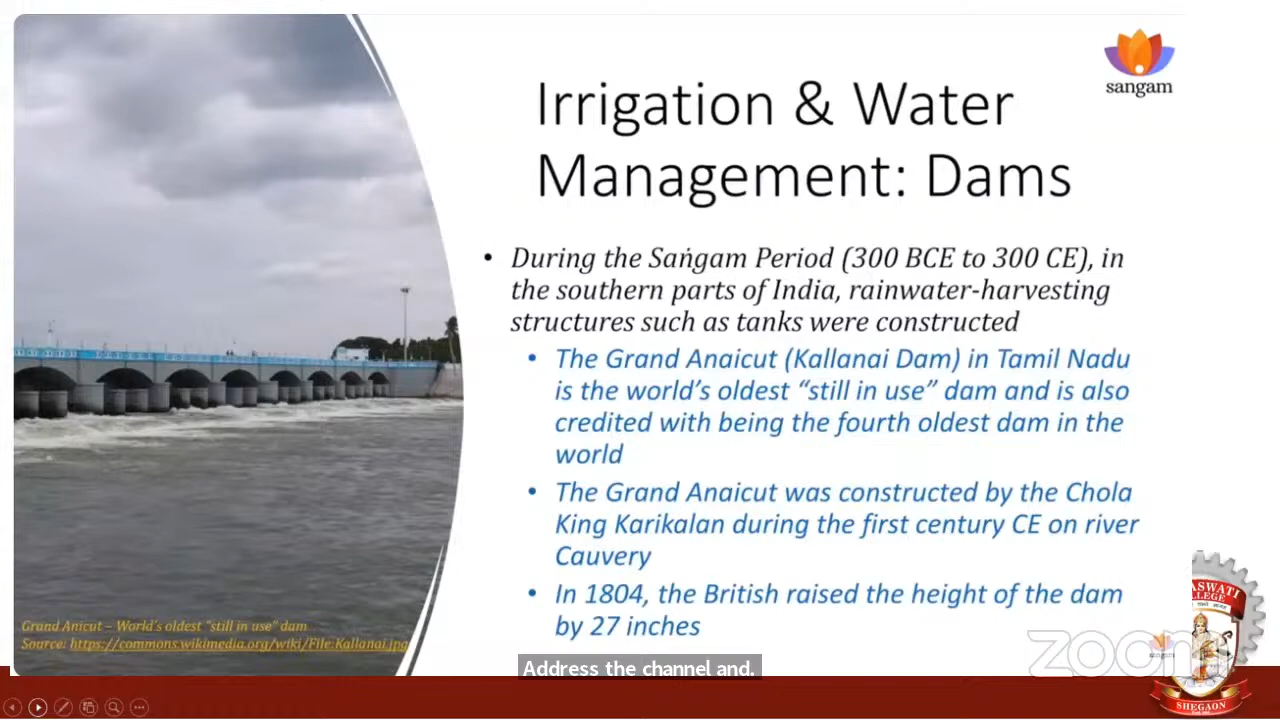 sangam
Irrigation & Water
Management: Dams
• During the Saṅgam Period (300 BCE to 300 CE), in
the southern parts of India, rainwater-harvesting
structures such as tanks were constructed
• The Grand Anaicut (Kallanai Dam) in Tamil Nadu
is the world’s oldest “still in use” dam and is also
credited with being the fourth oldest dam in the
world
• The Grand Anaicut was constructed by the Chola
King Karikalan during the first century CE on river
Cauvery
• In 1804, the British raised the height of the dam
by 27 inches
Grand Anicut – World’s oldest “still in use” dam
Source: https://commons.wikimedia.org/wiki/File:Kallanai.jpg
Address the channel and.
zoom
SHEGAON